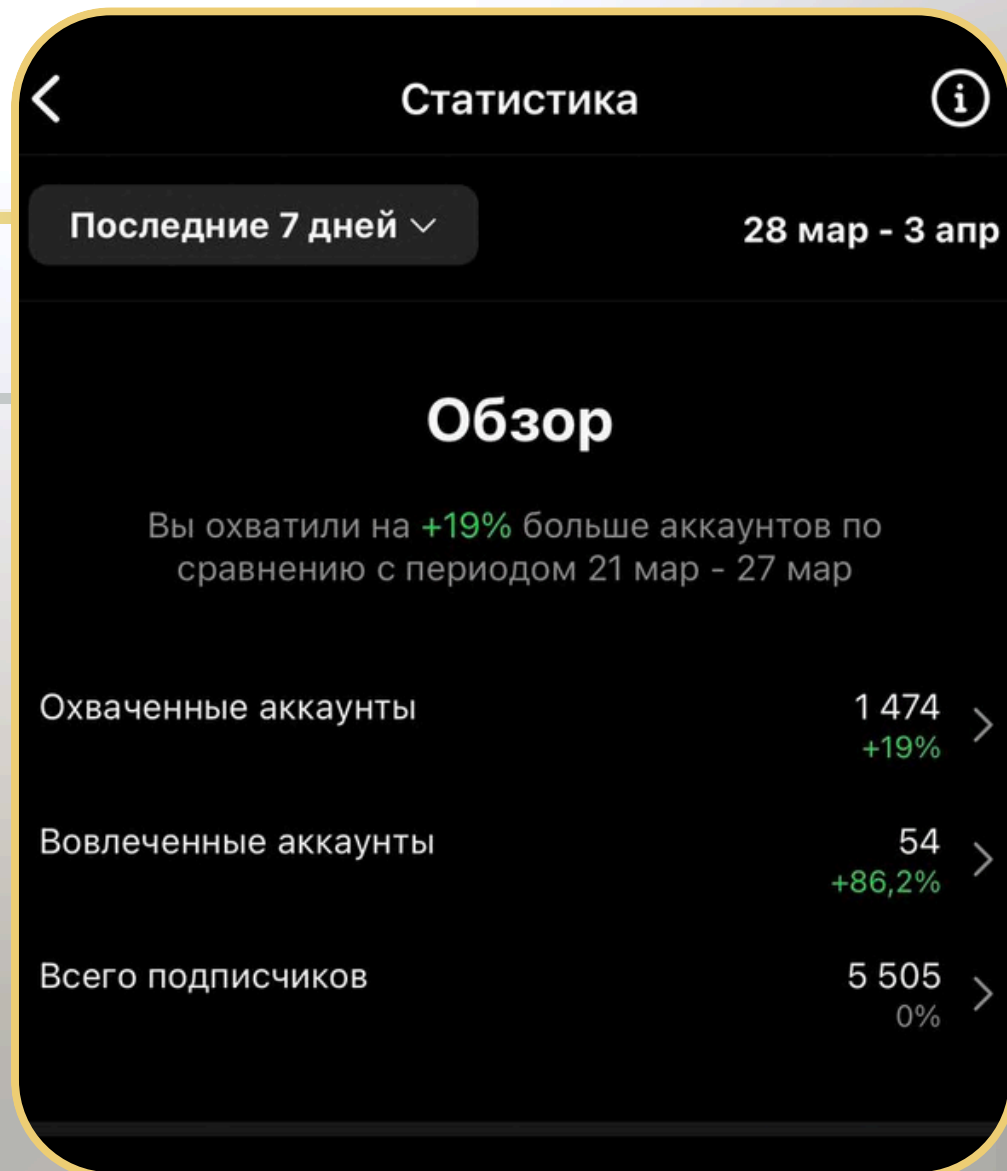 Статистика
Последние 7 дней
28 мар - 3 апр
Обзор
Вы охватили на +19% больше аккаунтов по
сравнению с периодом 21 мар - 27 мар
Охваченные аккаунты
1 474
+19%
Вовлеченные аккаунты
54
+86,2%
Всего подписчиков
5 505
0%